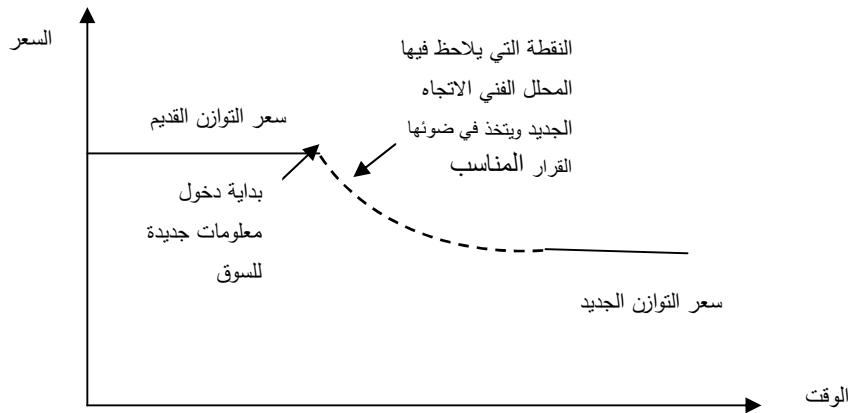 السعر
النقطة التي يلاحظ فيها
المحلل الفني الاتجاه
الجديد ويتخذ في ضوئها
القرار المناسب
سعر التوازن القديم
بداية دخول
معلومات جديدة
للسوق
سعر التوازن الجديد
الوقت